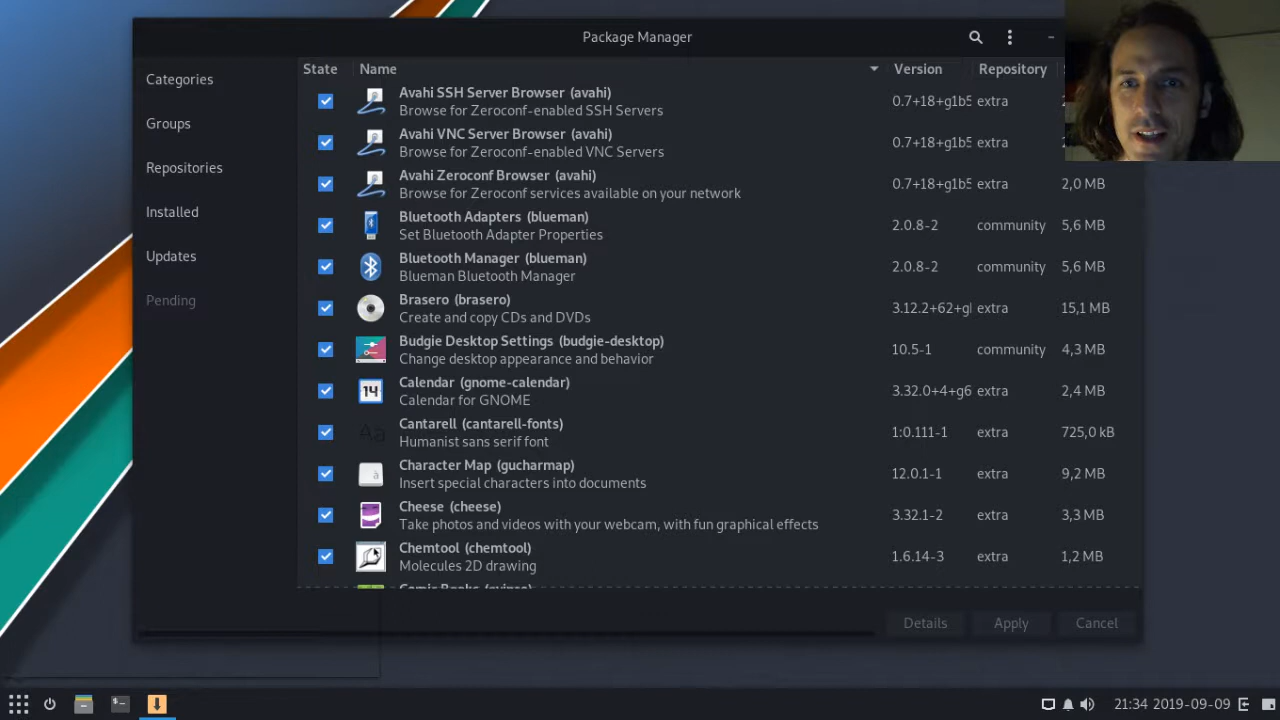 Package Manager
Categories
Groups
Repositories
Installed
Updates
Pending
State Name Version Repository
Avahi SSH Server Browser (avahi)
Browse for Zeroconf-enabled SSH Servers
0.7+18+g1b5 extra
Avahi VNC Server Browser (avahi)
Browse for Zeroconf-enabled VNC Servers
0.7+18+g1b5 extra
Avahi Zeroconf Browser (avahi)
Browse for Zeroconf services available on your network
0.7+18+g1b5 extra 2,0 MB
Bluetooth Adapters (blueman)
Set Bluetooth Adapter Properties
2.0.8-2 community 5,6 MB
Bluetooth Manager (blueman)
Blueman Bluetooth Manager
2.0.8-2 community 5,6 MB
Brasero (brasero)
Create and copy CDs and DVDs
3.12.2+62+g extra 15,1 MB
Budgie Desktop Settings (budgie-desktop)
Change desktop appearance and behavior
10.5-1 community 4,3 MB
Calendar (gnome-calendar)
Calendar for GNOME
3.32.0+4+g6 extra 2,4 MB
Cantarell (cantarell-fonts)
Humanist sans serif font
1:0.111-1 extra 725,0 kB
Character Map (gucharmap)
Insert special characters into documents
12.0.1-1 extra 9,2 MB
Cheese (cheese)
Take photos and videos with your webcam, with fun graphical effects
3.32.1-2 extra 3,3 MB
Chemtool (chemtool)
Molecules 2D drawing
1.6.14-3 extra 1,2 MB
Details Apply Cancel
21:34 2019-09-09